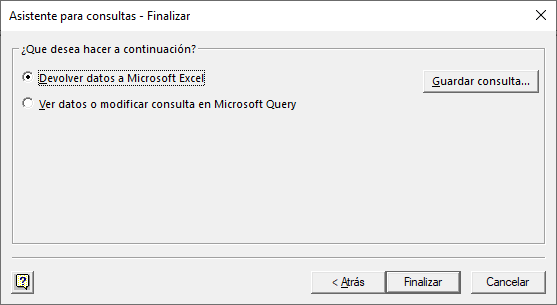 Asistente para consultas - Finalizar
¿Que desea hacer a continuación?
Devolver datos a Microsoft Excel
Guardar consulta...
Ver datos o modificar consulta en Microsoft Query
?
< Atrás
Finalizar
Cancelar